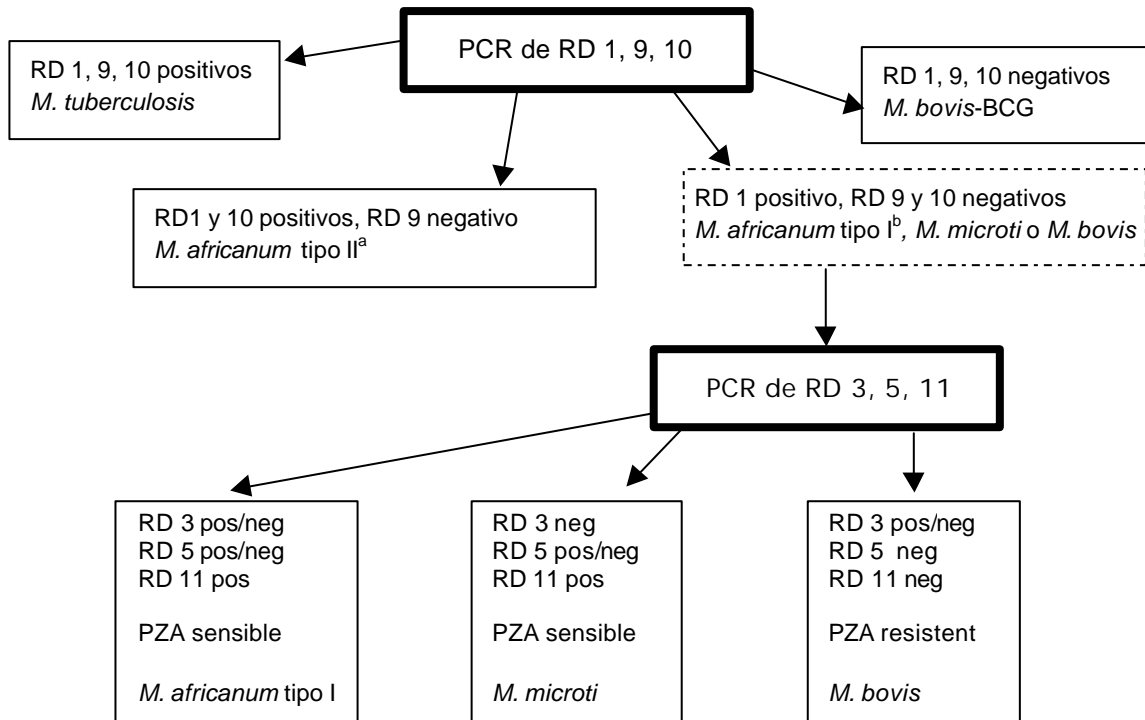 PCR de RD 1, 9, 10
RD 1, 9, 10 positivos
M. tuberculosis
RD 1, 9, 10 negativos
M. bovis-BCG
RD1 y 10 positivos, RD 9 negativo
M. africanum tipo IIa
RD 1 positivo, RD 9 y 10 negativos
M. africanum tipo Ib, M. microti o M. bovis
PCR de RD 3, 5, 11
RD 3 pos/neg
RD 5 pos/neg
RD 11 pos
PZA sensible
M. africanum tipo I
RD 3 neg
RD 5 pos/neg
RD 11 pos
PZA sensible
M. microti
RD 3 pos/neg
RD 5 neg
RD 11 neg
PZA resistent
M. bovis